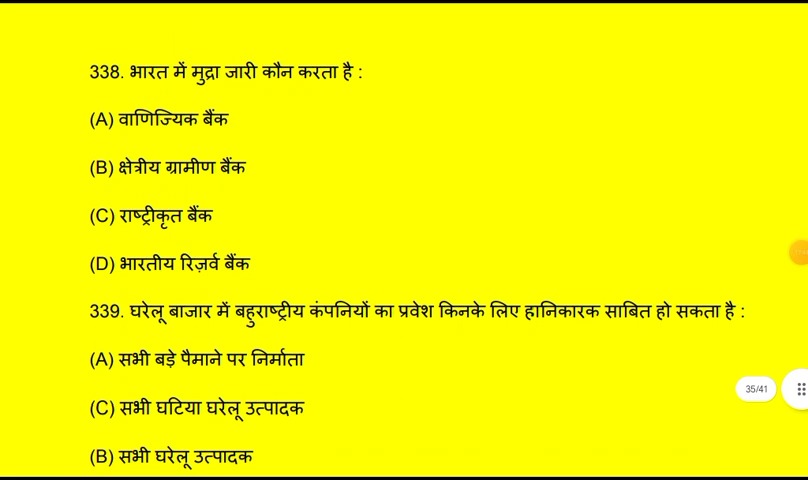 338. भारत में मुद्रा जारी कौन करता है :
(A) वाणिज्यिक बैंक
(B) क्षेत्रीय ग्रामीण बैंक
(C) राष्ट्रीकृत बैंक
(D) भारतीय रिज़र्व बैंक
339. घरेलू बाजार में बहुराष्ट्रीय कंपनियों का प्रवेश किनके लिए हानिकारक साबित हो सकता है :
(A) सभी बड़े पैमाने पर निर्माता
35/41
(C) सभी घटिया घरेलू उत्पादक
(B) सभी घरेलू उत्पादक